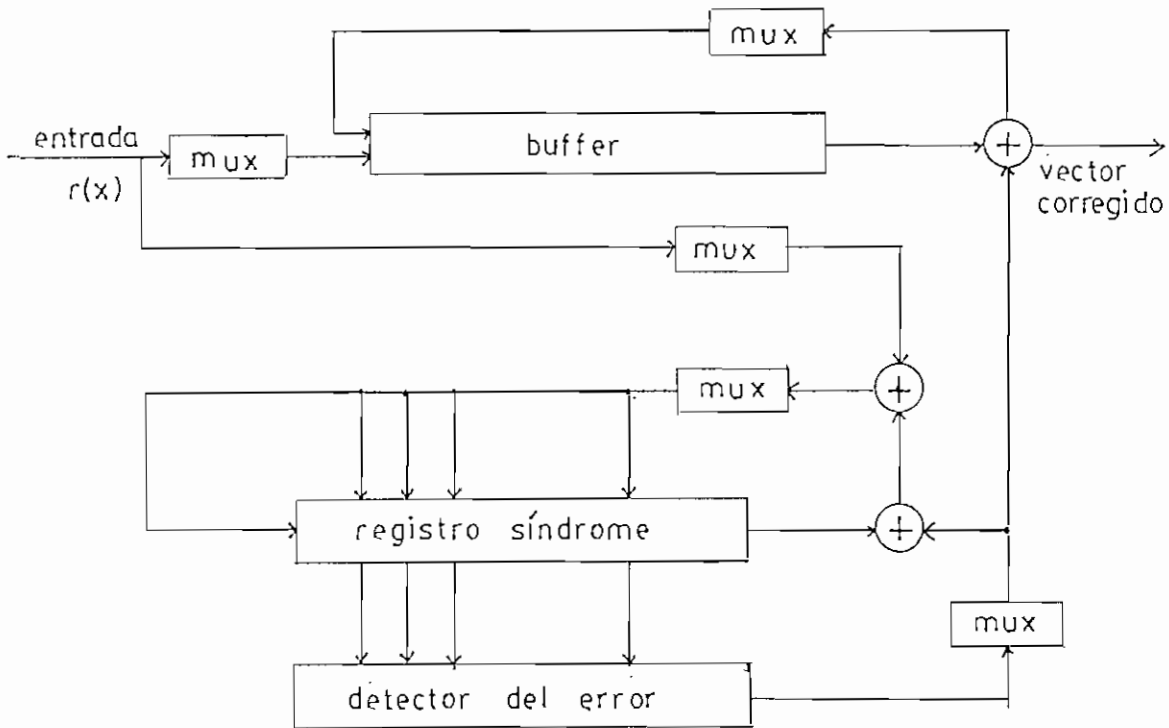 mux
entrada
mux
buffer
+
r(x)
vector
corregido
mux
mux
+
registro síndrome
+
mux
detector del error